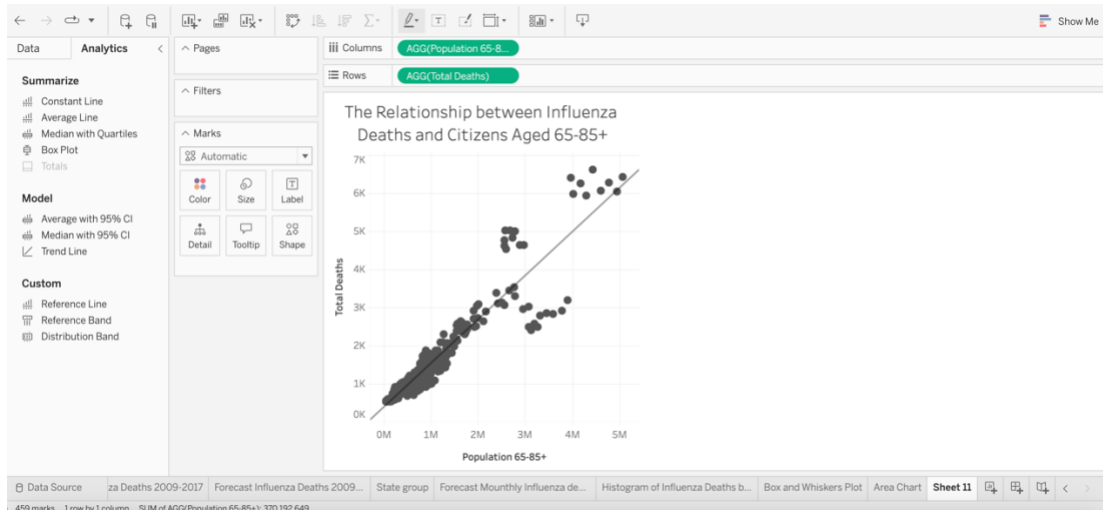 Show Me
Data
Analytics
Pages
iii Columns
AGG(Population 65-8...
Rows
AGG(Total Deaths)
Summarize
Constant Line
Average Line
Median with Quartiles
Box Plot
Totals
Model
Average with 95% CI
Median with 95% CI
Trend Line
Custom
Reference Line
Reference Band
Distribution Band
Filters
Marks
Automatic
Color
Size
Label
Detail
Tooltip
Shape
The Relationship between Influenza
Deaths and Citizens Aged 65-85+
7K
6K
5K
4K
3K
2K
1K
0K
Total Deaths
0M
1M
2M
3M
4M
5M
Population 65-85+
Data Source
za Deaths 2009-2017
Forecast Influenza Deaths 2009...
State group
Forecast Mounthly Influenza de...
Histogram of Influenza Deaths b...
Box and Whiskers Plot
Area Chart
Sheet 11
459 marks 1 row by 1 column SUM of AGG(Population 65-85+): 370,192,649